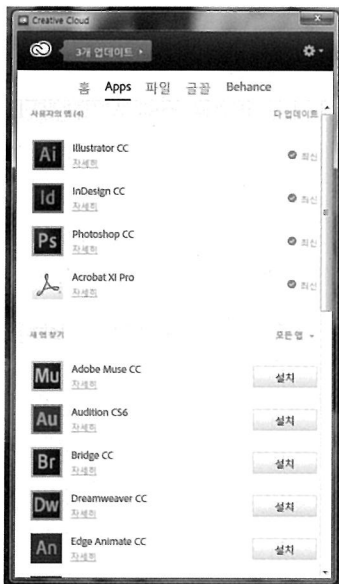 Creative Cloud
3개 업데이트
홈 Apps 파일 글꼴 Behance
사용자의 앱 (4) 다 업데이트
Ai Illustrator CC
자세히 최신
Id InDesign CC
자세히 최신
Ps Photoshop CC
자세히 최신
Acrobat XI Pro
자세히 최신
새 앱 찾기 모든 앱
Mu Adobe Muse CC
자세히 설치
Au Audition CS6
자세히 설치
Br Bridge CC
자세히 설치
Dw Dreamweaver CC
자세히 설치
An Edge Animate CC
자세히 설치